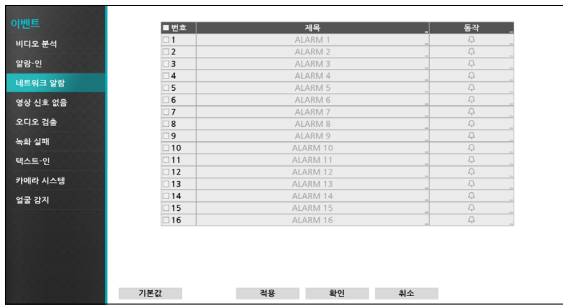 이벤트
비디오 분석
알람-인
네트워크 알람
영상 신호 없음
오디오 검출
녹화 실패
텍스트-인
카메라 시스템
얼굴 감지
번호 제목 동작
1 ALARM 1
2 ALARM 2
3 ALARM 3
4 ALARM 4
5 ALARM 5
6 ALARM 6
7 ALARM 7
8 ALARM 8
9 ALARM 9
10 ALARM 10
11 ALARM 11
12 ALARM 12
13 ALARM 13
14 ALARM 14
15 ALARM 15
16 ALARM 16
기본값 적용 확인 취소